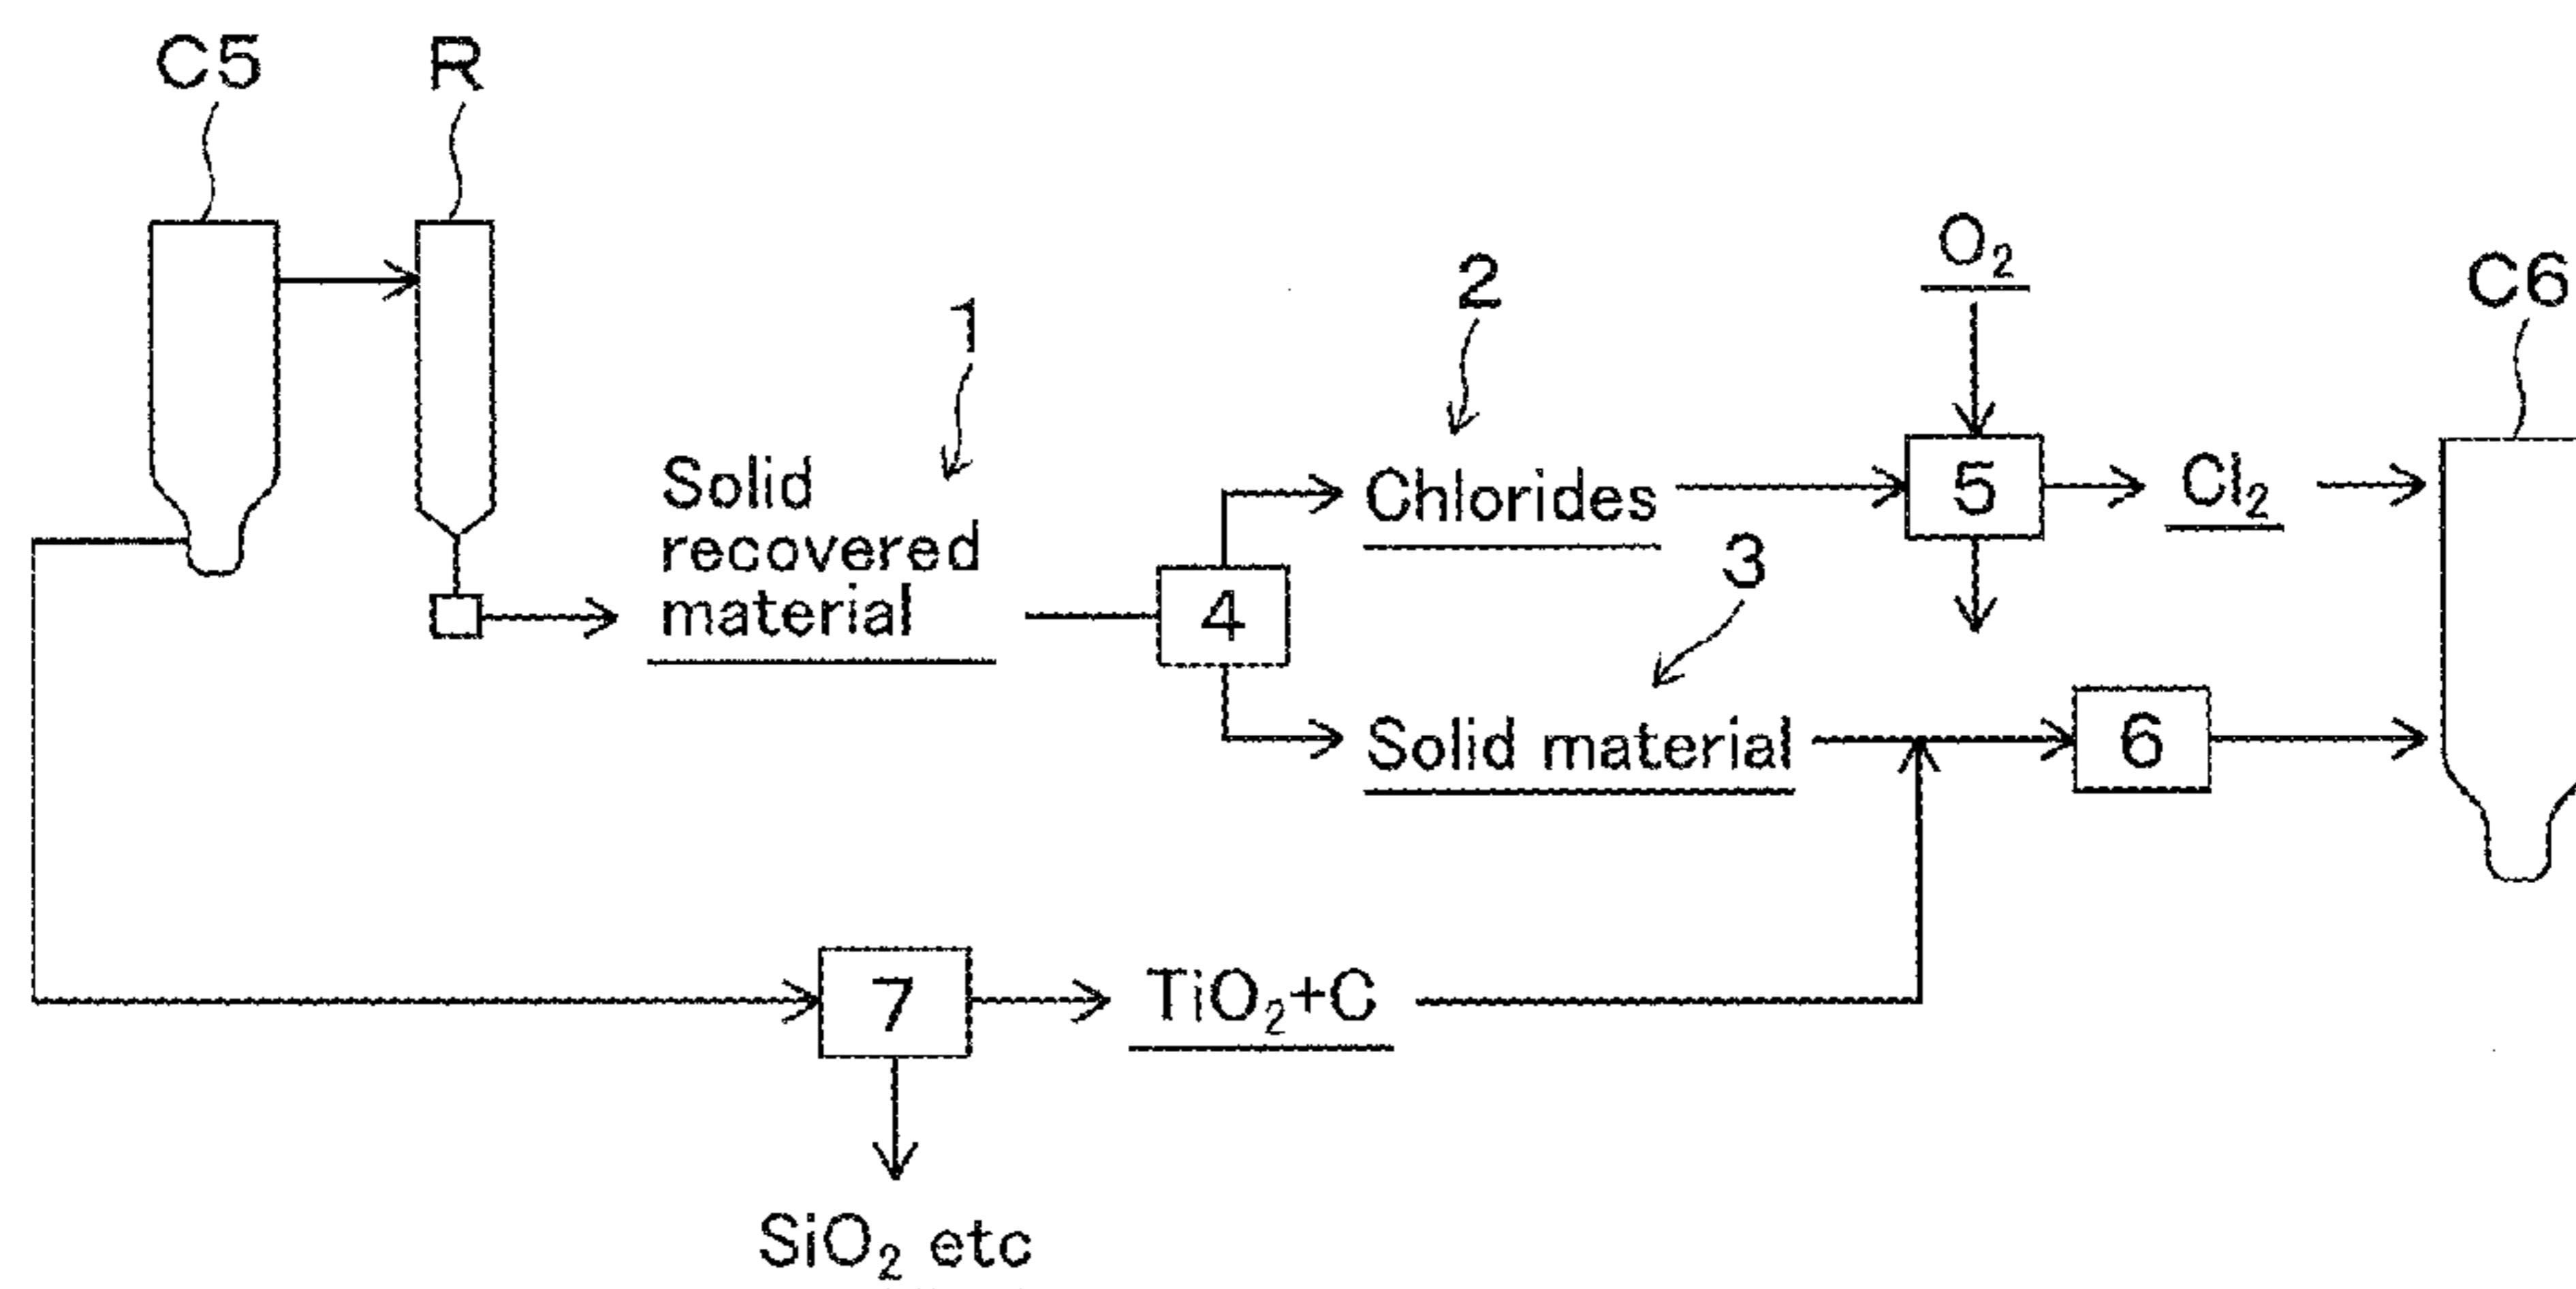 C5
R
O₂
C6
2
1
Solid
recovered
material
Chlorides
5
Cl₂
3
4
Solid material
6
7
TiO₂+C
SiO₂ etc